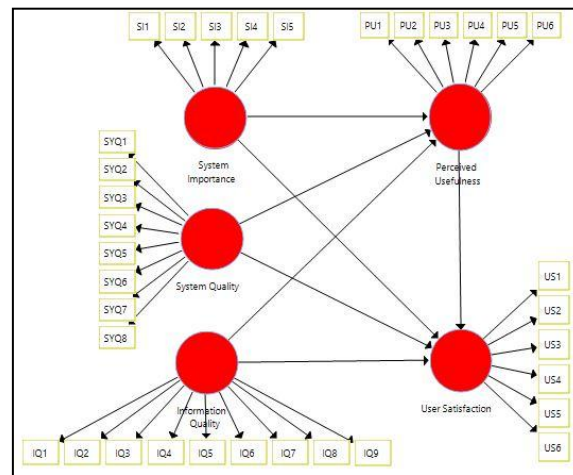 SI1 SI2 SI3 SI4 SI5
PU1 PU2 PU3 PU4 PU5 PU6
System
Importance
Perceived
Usefulness
SYQ1
SYQ2
SYQ3
SYQ4
SYQ5
SYQ6
SYQ7
SYQ8
System Quality
US1
US2
US3
US4
US5
US6
User Satisfaction
Information
Quality
IQ1 IQ2 IQ3 IQ4 IQ5 IQ6 IQ7 IQ8 IQ9